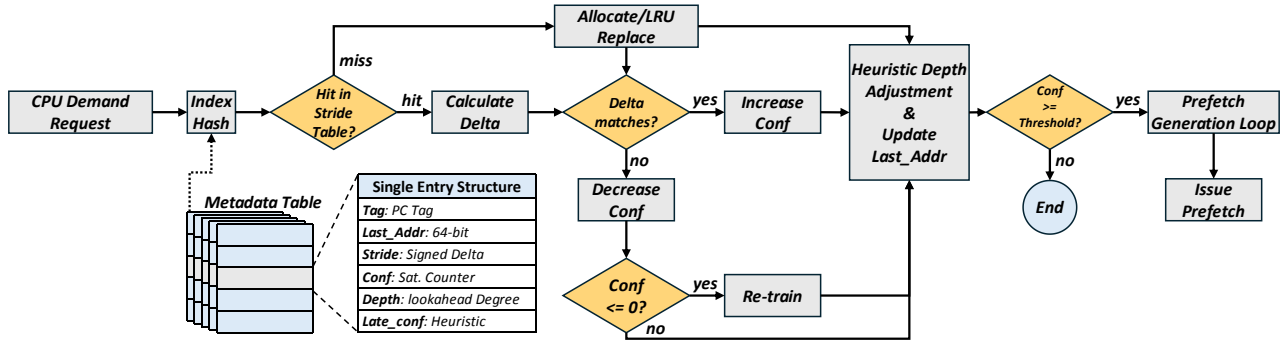 CPU Demand
Request
Index
Hash
Hit in
Stride
Table?
miss
hit
Allocate/LRU
Replace
Calculate
Delta
Delta
matches?
yes
no
Increase
Conf
Decrease
Conf
Conf
<= 0?
yes
no
Re-train
Heuristic Depth
Adjustment
&
Update
Last_Addr
Conf
>=
Threshold?
yes
no
End
Prefetch
Generation Loop
Issue
Prefetch
Metadata Table
Single Entry Structure
Tag: PC Tag
Last_Addr: 64-bit
Stride: Signed Delta
Conf: Sat. Counter
Depth: lookahead Degree
Late_conf: Heuristic